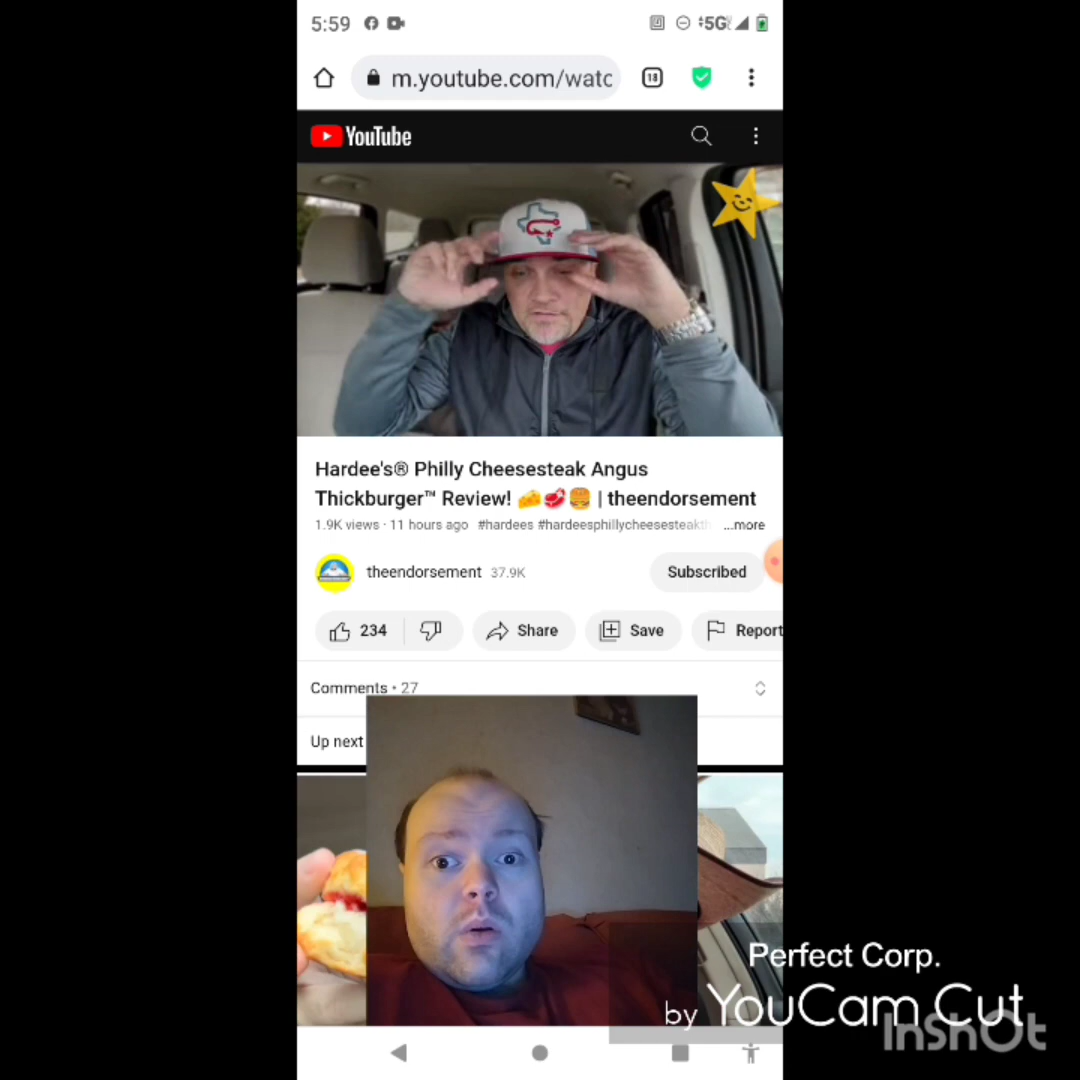 5:59
5G
m.youtube.com/watc
18
YouTube
Hardee's® Philly Cheesesteak Angus
Thickburger™ Review! 🧀🥩🍔 | theendorsement
1.9K views · 11 hours ago #hardees #hardeesphillycheesesteakth ...more
theendorsement 37.9K
Subscribed
234
Share
Save
Report
Comments • 27
Up next
Perfect Corp.
by YouCam Cut
InShOt